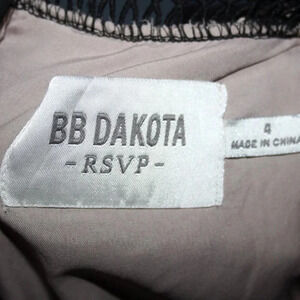 BB DAKOTA
- RSVP -
4
MADE IN CHINA